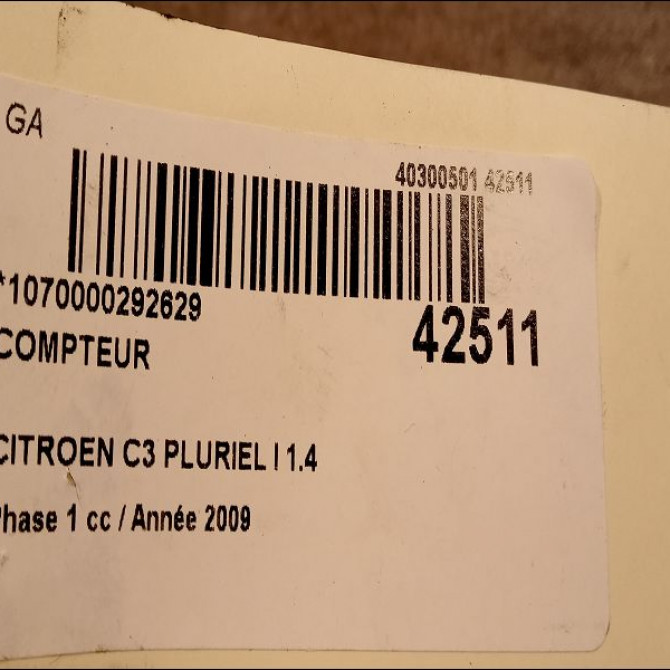 GA
40300501 42511
*1070000292629
42511
COMPTEUR
CITROEN C3 PLURIEL I 1.4
Phase 1 cc / Année 2009